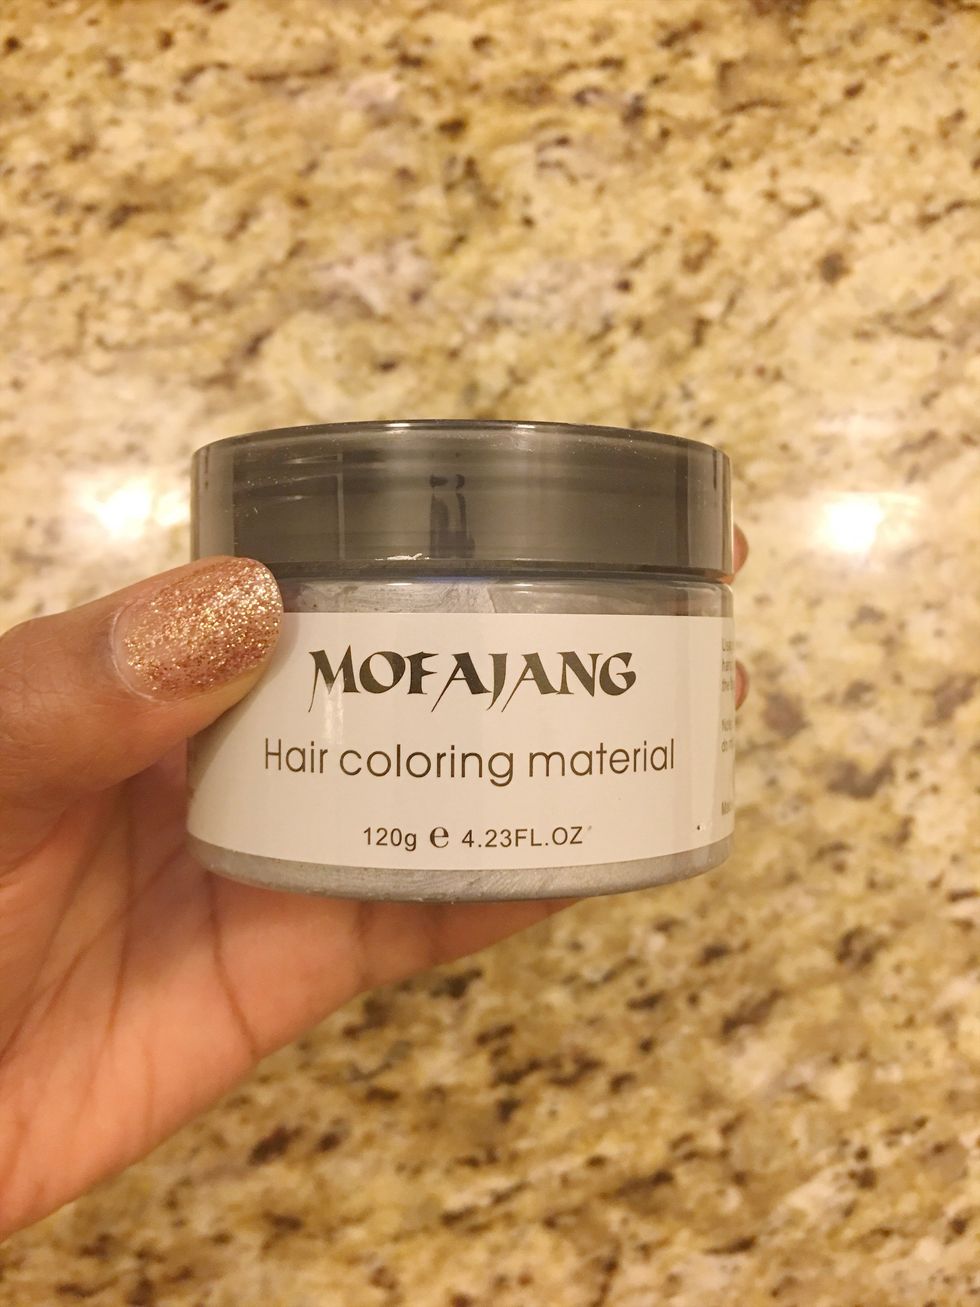 MOFAJANG
Hair coloring material
120g e 4.23FL.OZ